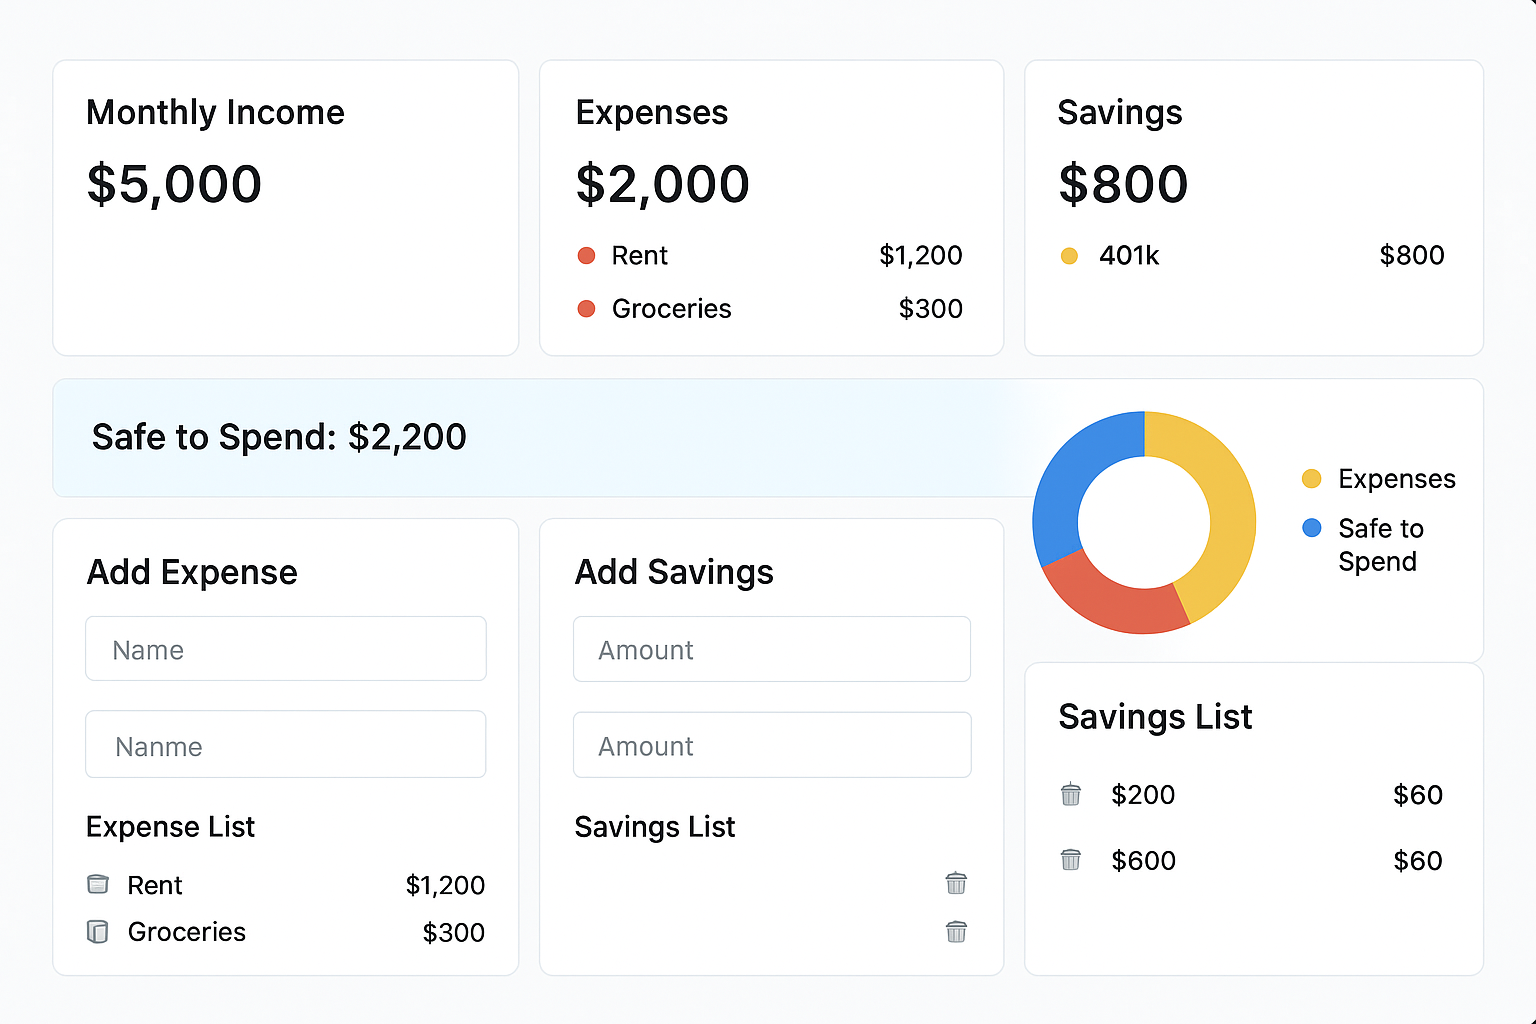 Monthly Income
$5,000
Expenses
$2,000
Rent $1,200
Groceries $300
Savings
$800
401k $800
Safe to Spend: $2,200
Expenses
Safe to
Spend
Add Expense
Name
Nanme
Expense List
Rent $1,200
Groceries $300
Add Savings
Amount
Amount
Savings List
Savings List
$200 $60
$600 $60